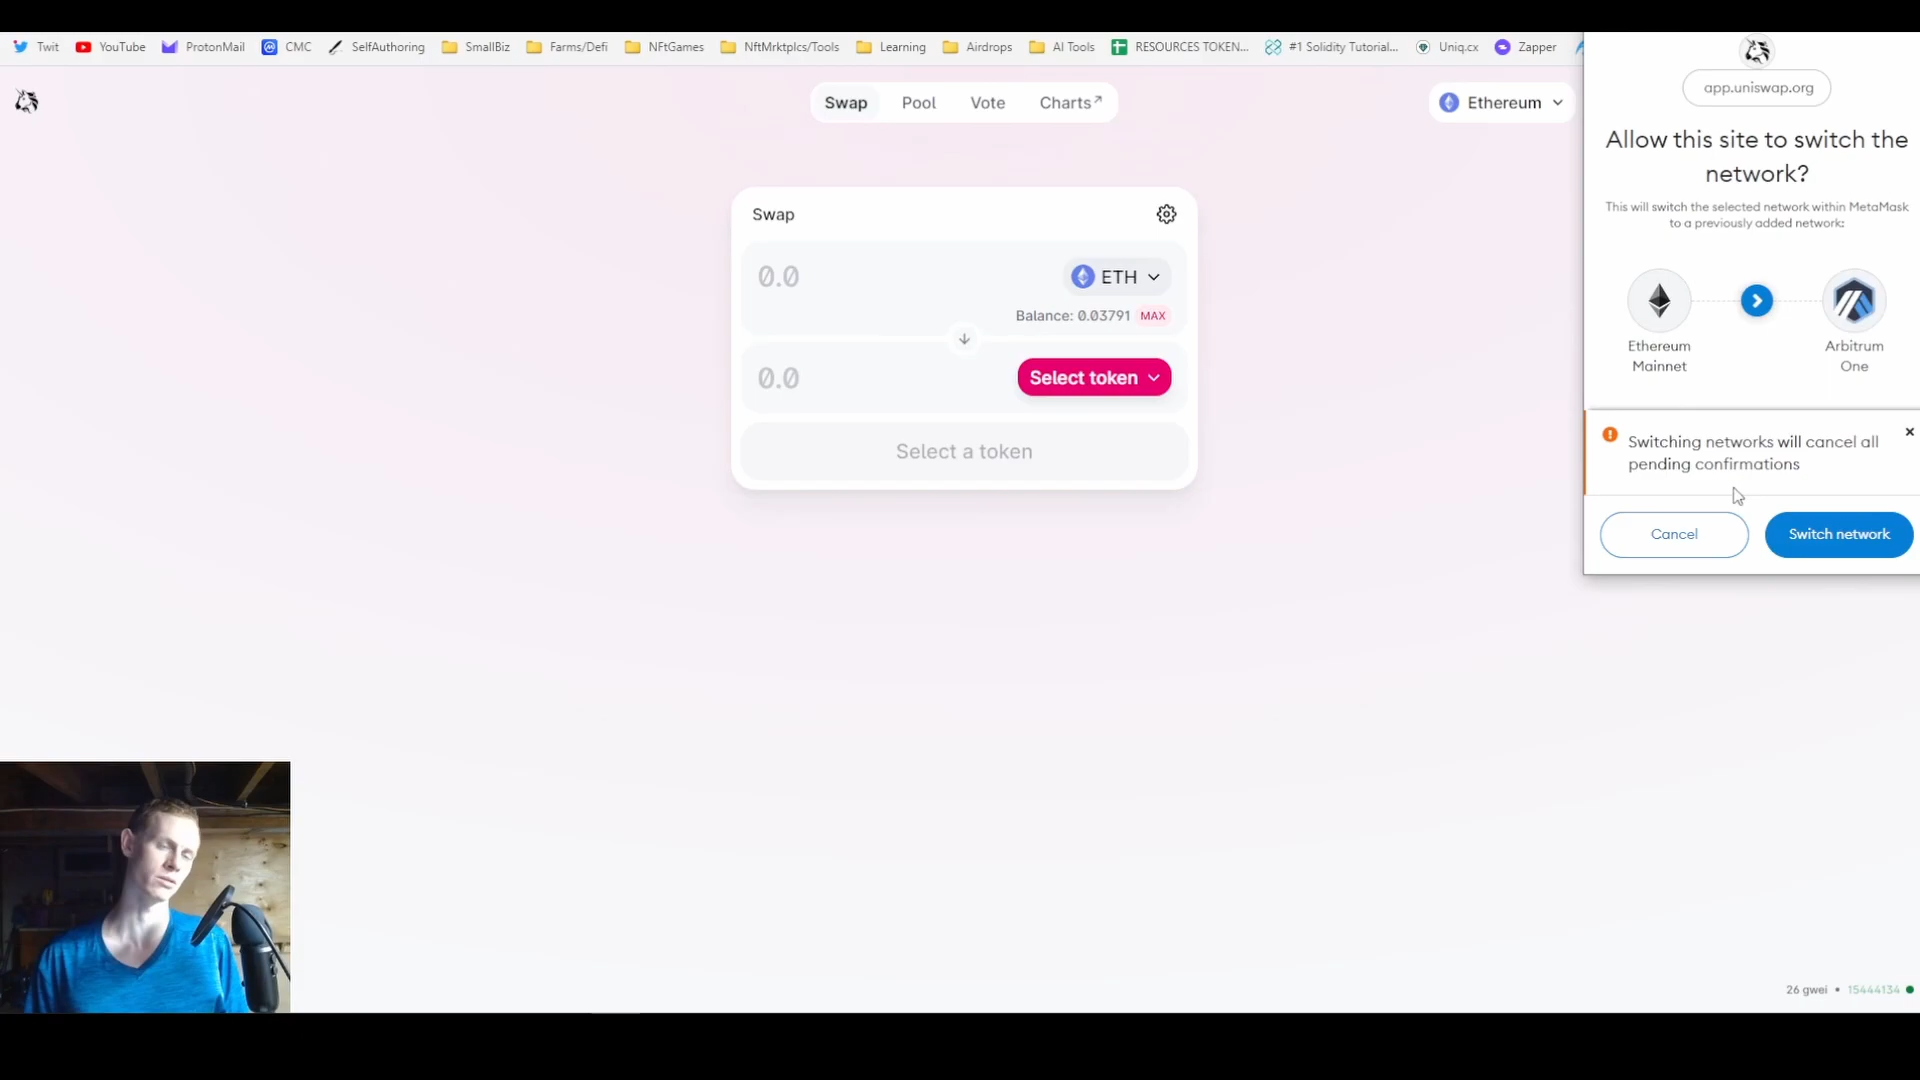 Twit YouTube ProtonMail CMC SelfAuthoring SmallBiz Farms/Defi NFtGames NftMrktplcs/Tools Learning Airdrops AI Tools RESOURCES TOKEN... #1 Solidity Tutorial... Uniq.cx Zapper
Swap Pool Vote Charts↗
Ethereum
Swap
0.0 ETH
Balance: 0.03791 MAX
0.0 Select token
Select a token
app.uniswap.org
Allow this site to switch the
network?
This will switch the selected network within MetaMask
to a previously added network:
Ethereum
Mainnet
Arbitrum
One
Switching networks will cancel all
pending confirmations
Cancel Switch network
26 gwei • 15444134